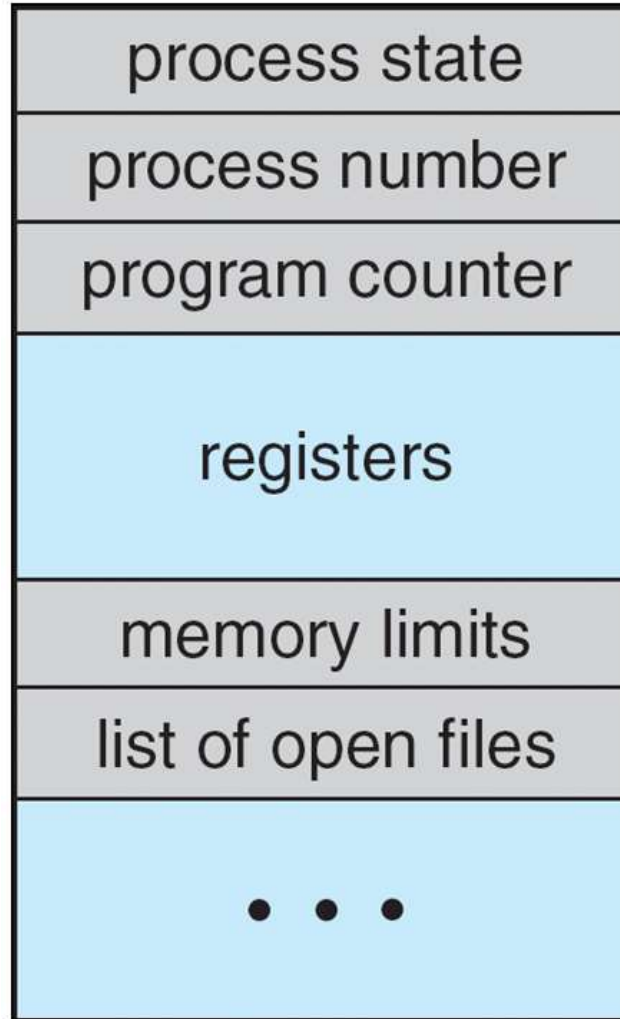 process state
process number
program counter
registers
memory limits
list of open files
• • •